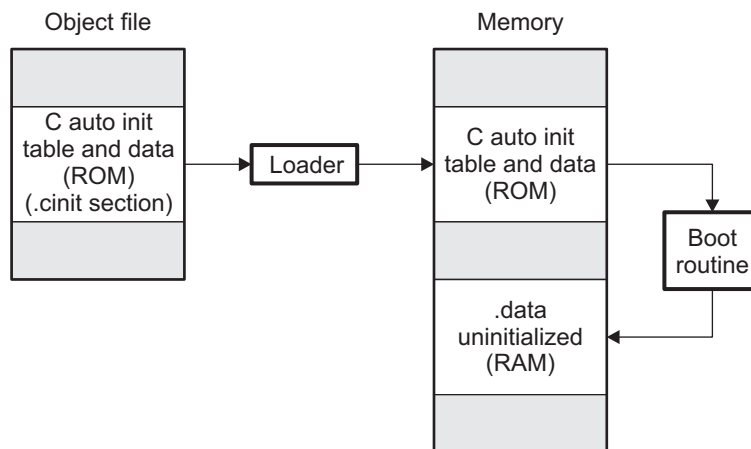 Object file
Memory
C auto init
table and data
(ROM)
(.cinit section)
Loader
C auto init
table and data
(ROM)
Boot
routine
.data
uninitialized
(RAM)